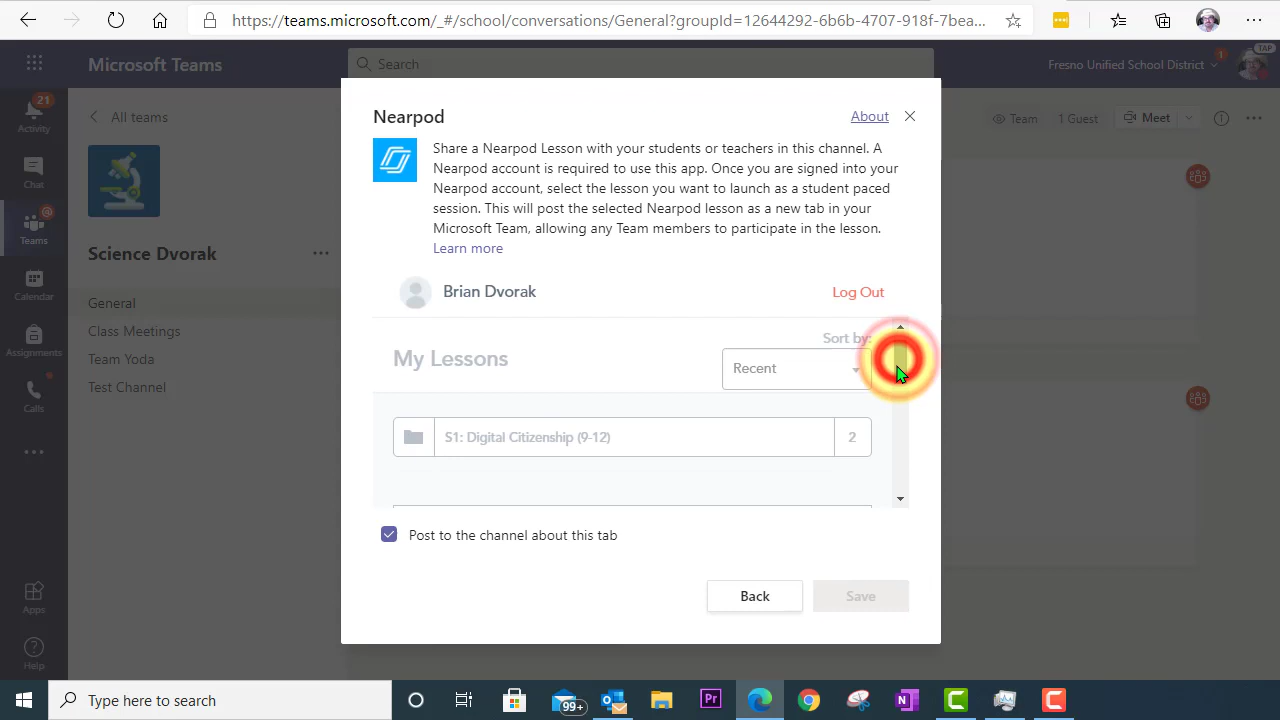 https://teams.microsoft.com/_#/school/conversations/General?groupId=12644292-6b6b-4707-918f-7bea...
Microsoft Teams
Search
Fresno Unified School District
1
TAP
21
Activity
Chat
Teams
Calendar
Assignments
Calls
Apps
Help
All teams
Science Dvorak
General
Class Meetings
Team Yoda
Test Channel
Team
1 Guest
Meet
Nearpod
About
Share a Nearpod Lesson with your students or teachers in this channel. A
Nearpod account is required to use this app. Once you are signed into your
Nearpod account, select the lesson you want to launch as a student paced
session. This will post the selected Nearpod lesson as a new tab in your
Microsoft Team, allowing any Team members to participate in the lesson.
Learn more
Brian Dvorak
Log Out
Sort by:
My Lessons
Recent
S1: Digital Citizenship (9-12)
2
Post to the channel about this tab
Back
Save
Type here to search
99+
Pr